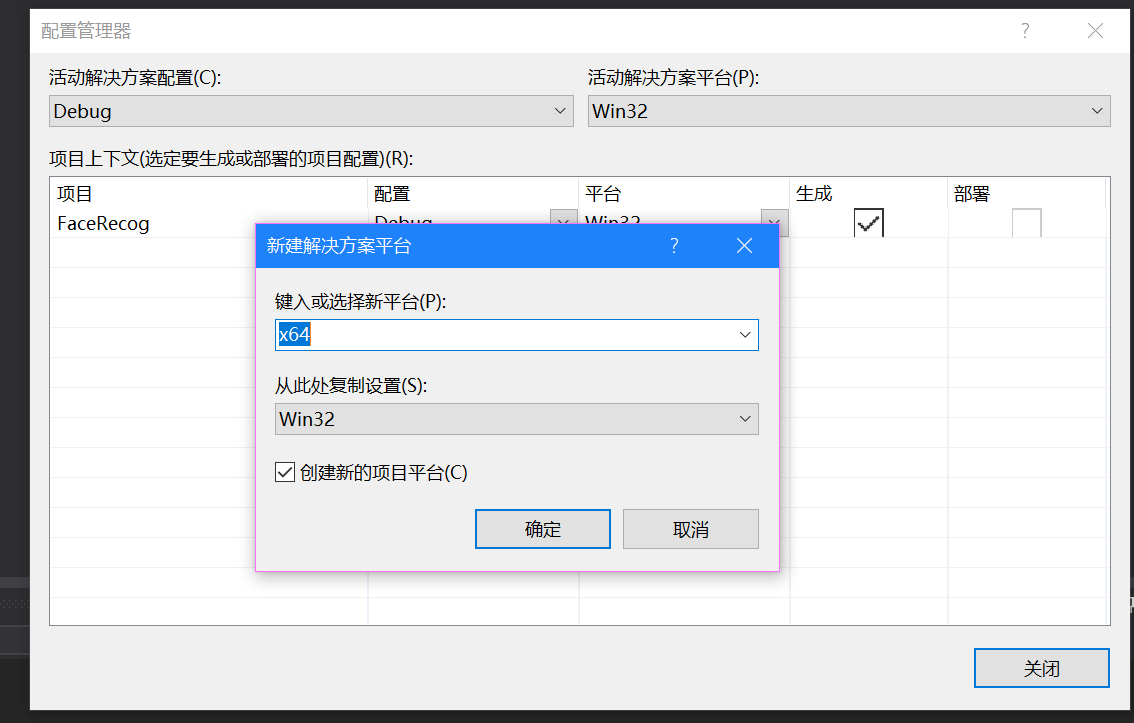 配置管理器
活动解决方案配置(C):
活动解决方案平台(P):
Debug
Win32
项目上下文(选定要生成或部署的项目配置)(R):
项目 配置 平台 生成 部署
FaceRecog Debug Win32
新建解决方案平台
键入或选择新平台(P):
x64
从此处复制设置(S):
Win32
创建新的项目平台(C)
确定 取消
关闭